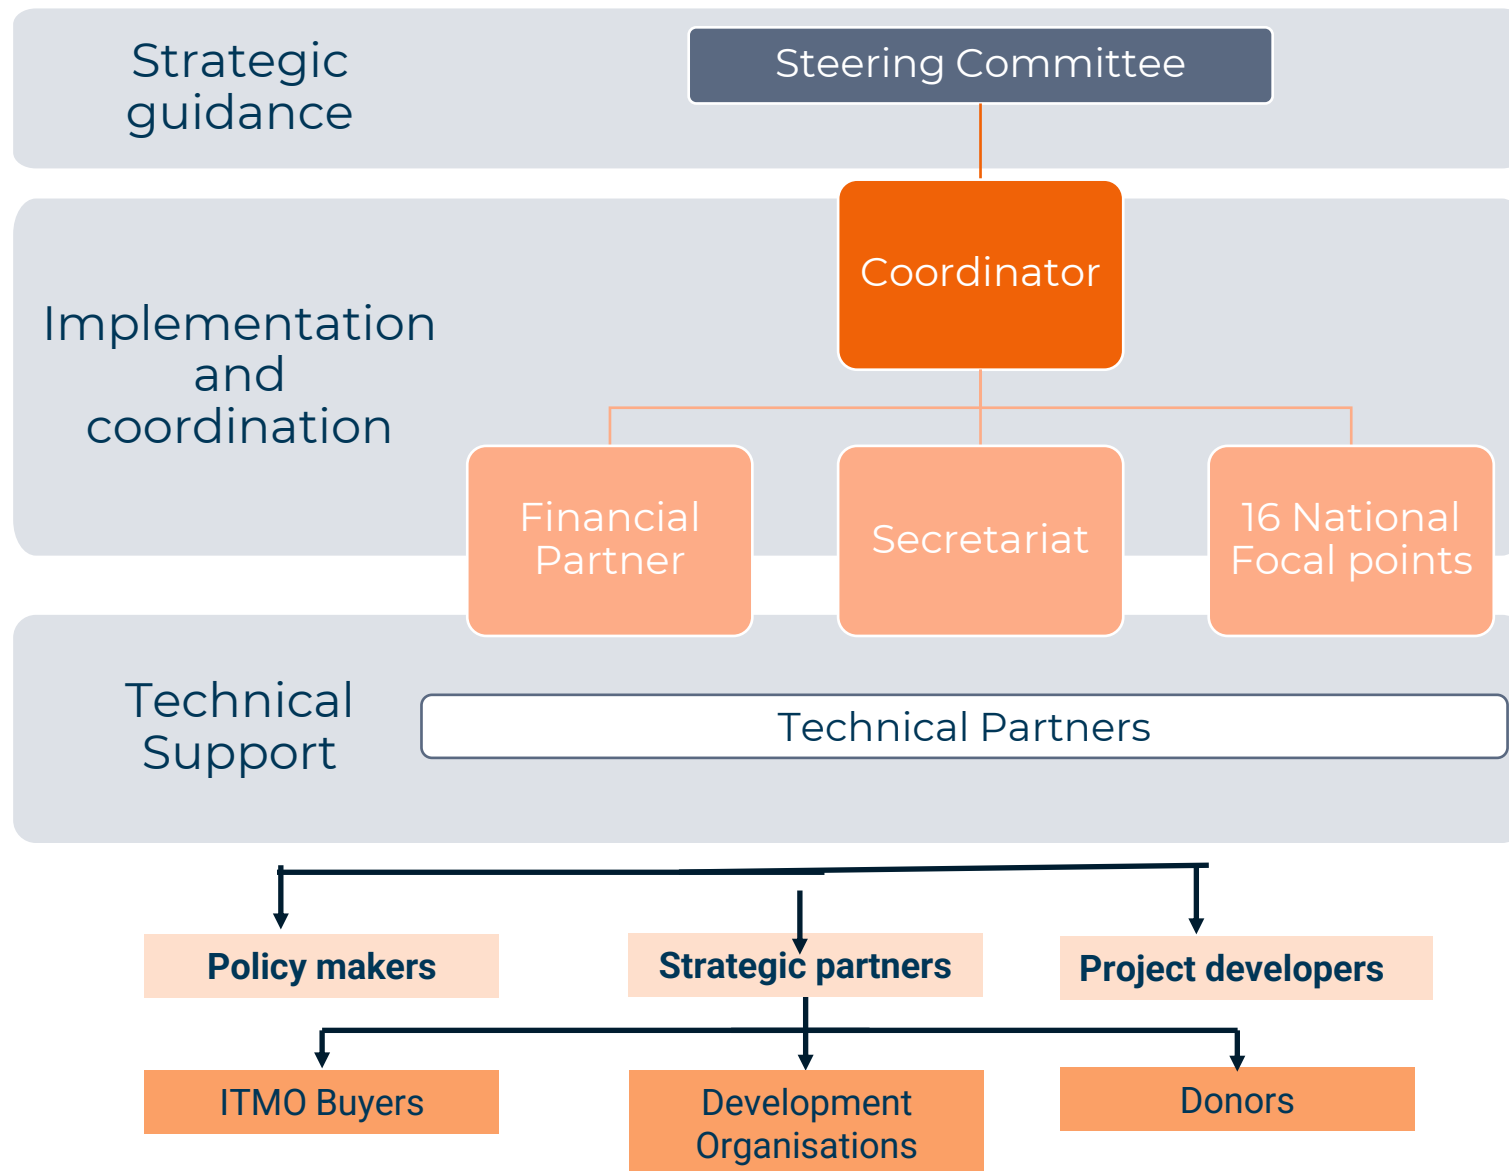 Strategic
guidance
Steering Committee
Coordinator
Implementation
and
coordination
Financial
Partner
Secretariat
16 National
Focal points
Technical
Support
Technical Partners
Policy makers
Strategic partners
Project developers
ITMO Buyers
Development
Organisations
Donors